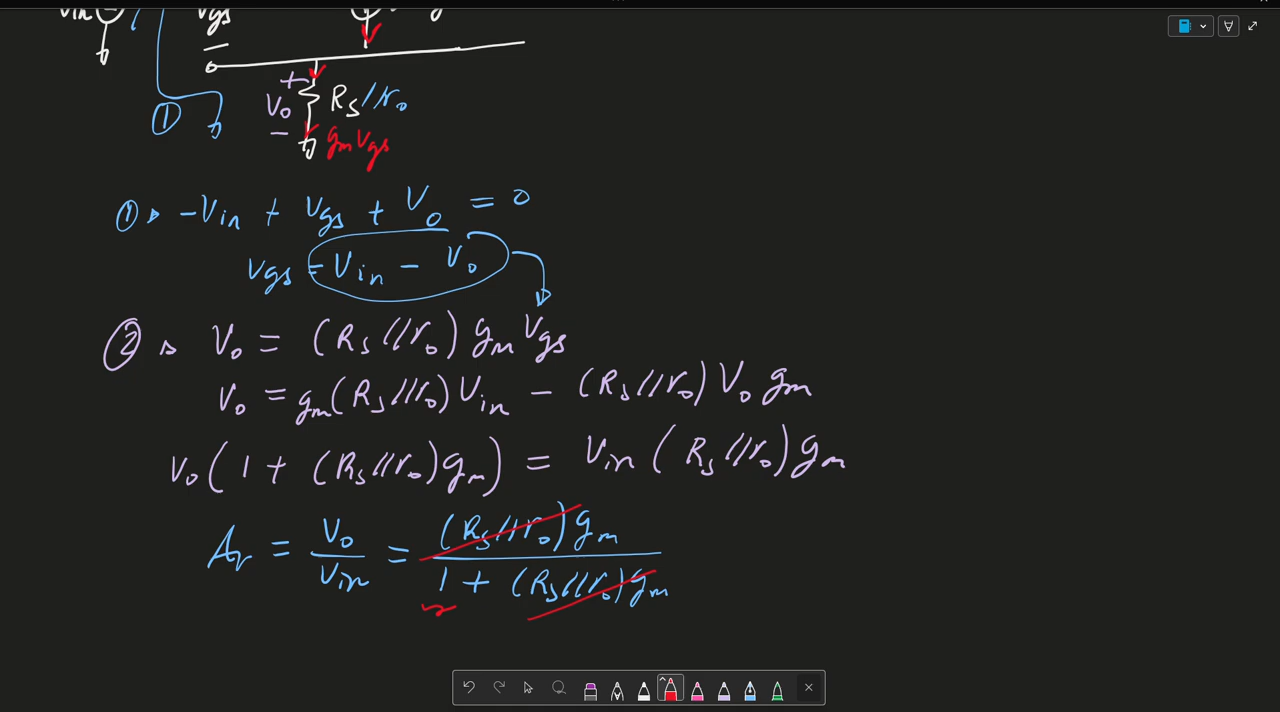 Vin
Vgs
+
Vo
−
Rs//ro
①
gmVgs
① ▹ -Vin + Vgs + Vo = 0
Vgs = Vin − Vo
② ▹ Vo = (Rs//ro) gm Vgs
Vo = gm(Rs//ro) Vin − (Rs//ro) Vo gm
Vo(1 + (Rs//ro)gm) = Vin (Rs//ro) gm
Av = Vo/Vin = (Rs//ro)gm / 1 + (Rs//ro)gm